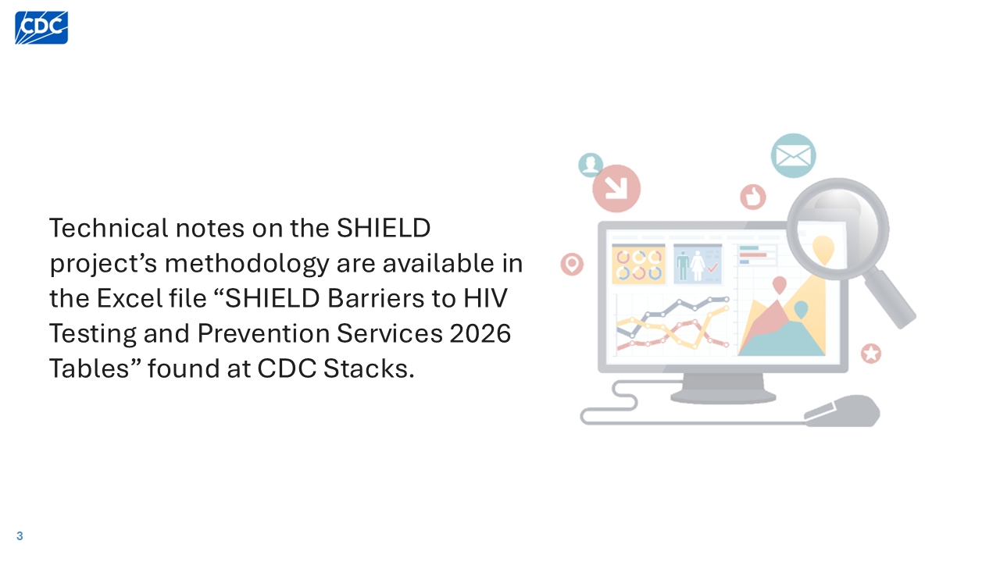 CDC
Technical notes on the SHIELD
project’s methodology are available in
the Excel file “SHIELD Barriers to HIV
Testing and Prevention Services 2026
Tables” found at CDC Stacks.
3